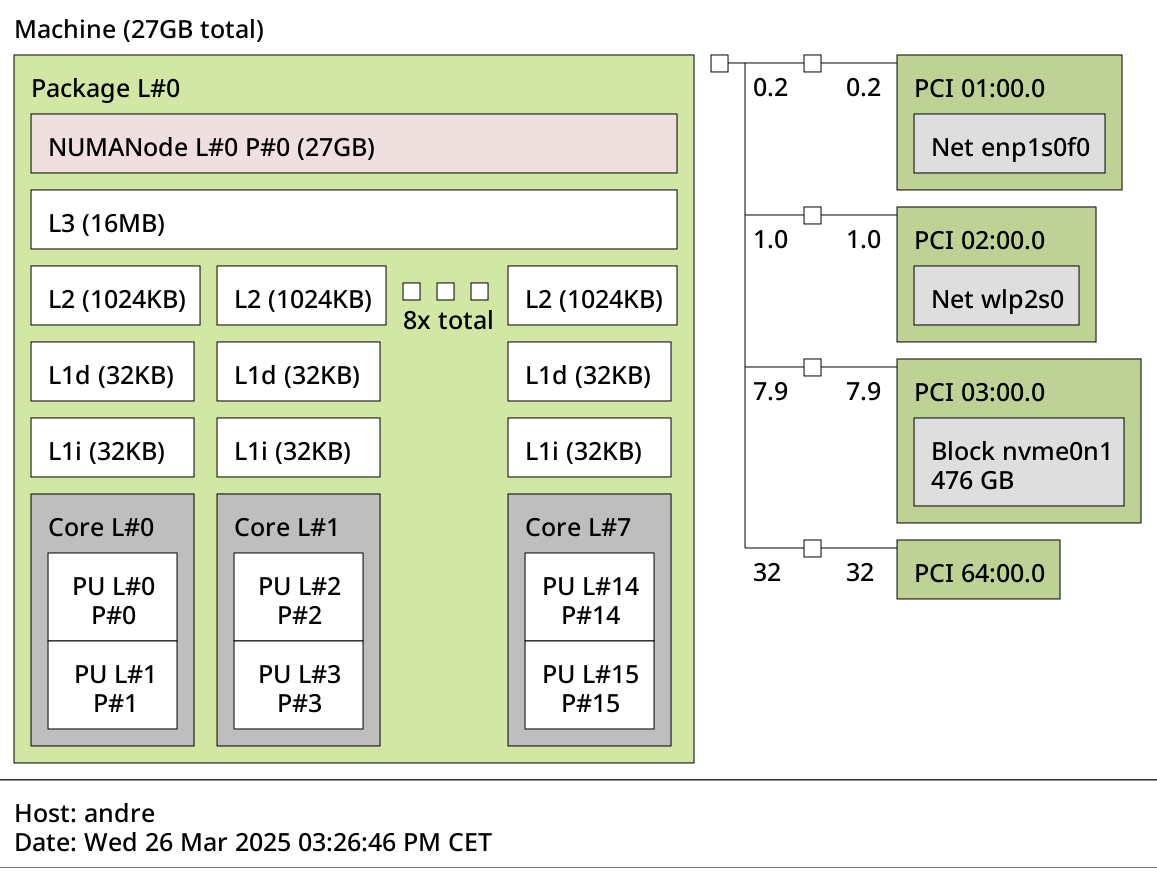 Machine (27GB total)
Package L#0
NUMANode L#0 P#0 (27GB)
L3 (16MB)
L2 (1024KB)
L2 (1024KB)
8x total
L2 (1024KB)
L1d (32KB)
L1d (32KB)
L1d (32KB)
L1i (32KB)
L1i (32KB)
L1i (32KB)
Core L#0
PU L#0
P#0
PU L#1
P#1
Core L#1
PU L#2
P#2
PU L#3
P#3
Core L#7
PU L#14
P#14
PU L#15
P#15
0.2
0.2
PCI 01:00.0
Net enp1s0f0
1.0
1.0
PCI 02:00.0
Net wlp2s0
7.9
7.9
PCI 03:00.0
Block nvme0n1
476 GB
32
32
PCI 64:00.0
Host: andre
Date: Wed 26 Mar 2025 03:26:46 PM CET